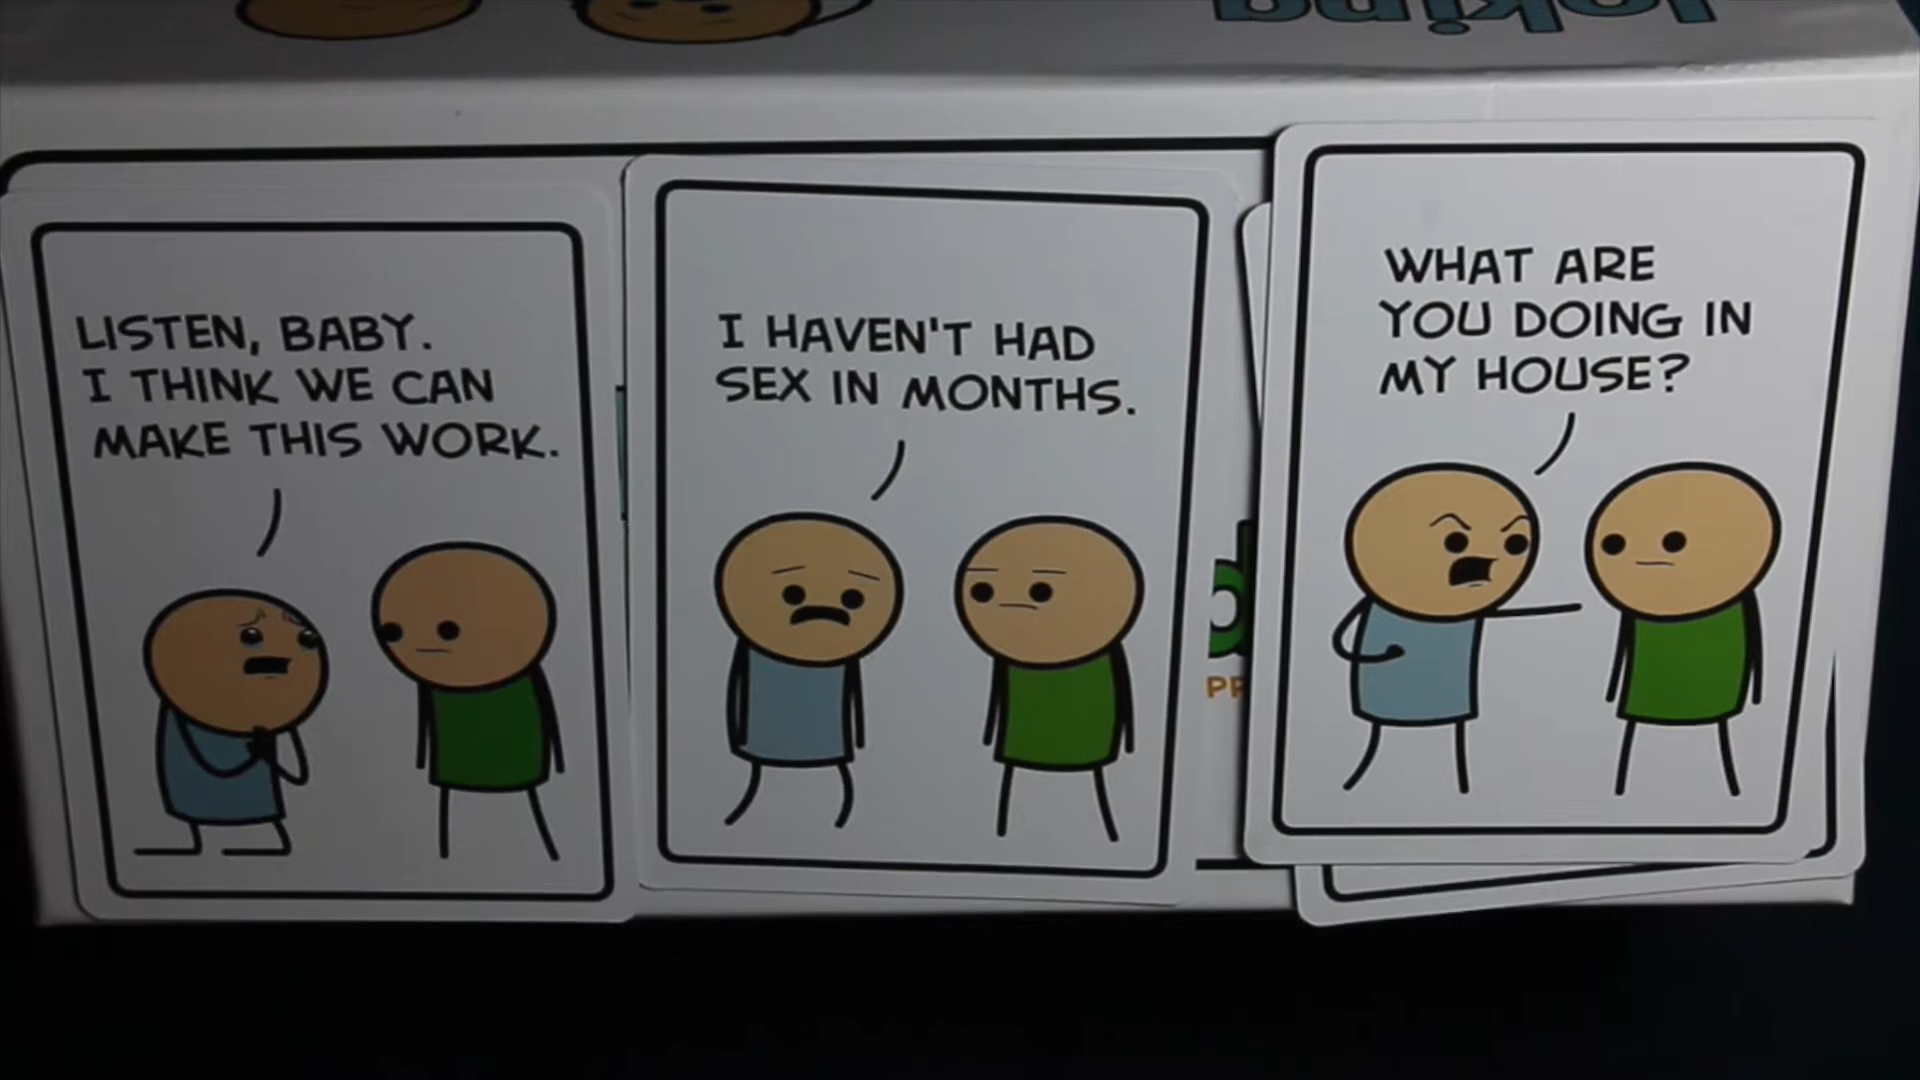 Joking
LISTEN, BABY.
I THINK WE CAN
MAKE THIS WORK.
I HAVEN'T HAD
SEX IN MONTHS.
WHAT ARE
YOU DOING IN
MY HOUSE?